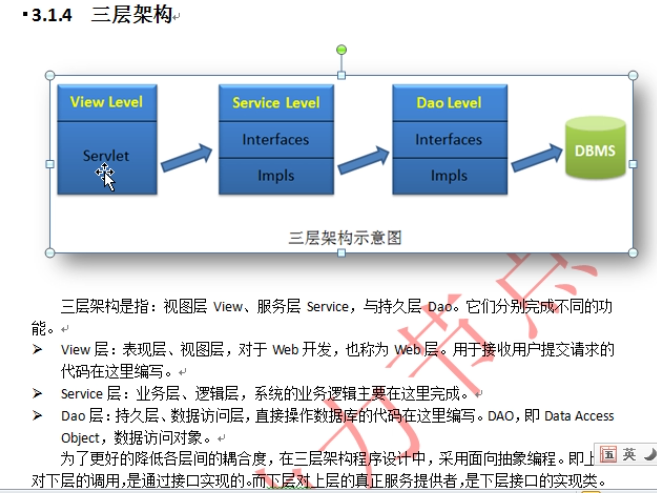 ▪3.1.4 三层架构
View Level
Service Level
Dao Level
Servlet
Interfaces
Interfaces
Impls
Impls
DBMS
三层架构示意图
三层架构是指：视图层 View、服务层 Service，与持久层 Dao。它们分别完成不同的功
能。
➢ View 层：表现层、视图层，对于 Web 开发，也称为 Web 层。用于接收用户提交请求的
代码在这里编写。
➢ Service 层：业务层、逻辑层，系统的业务逻辑主要在这里完成。
➢ Dao 层：持久层、数据访问层，直接操作数据库的代码在这里编写。DAO，即 Data Access
Object，数据访问对象。
为了更好的降低各层间的耦合度，在三层架构程序设计中，采用面向抽象编程。即上
对下层的调用，是通过接口实现的。而下层对上层的真正服务提供者，是下层接口的实现类。
力节点
五 英